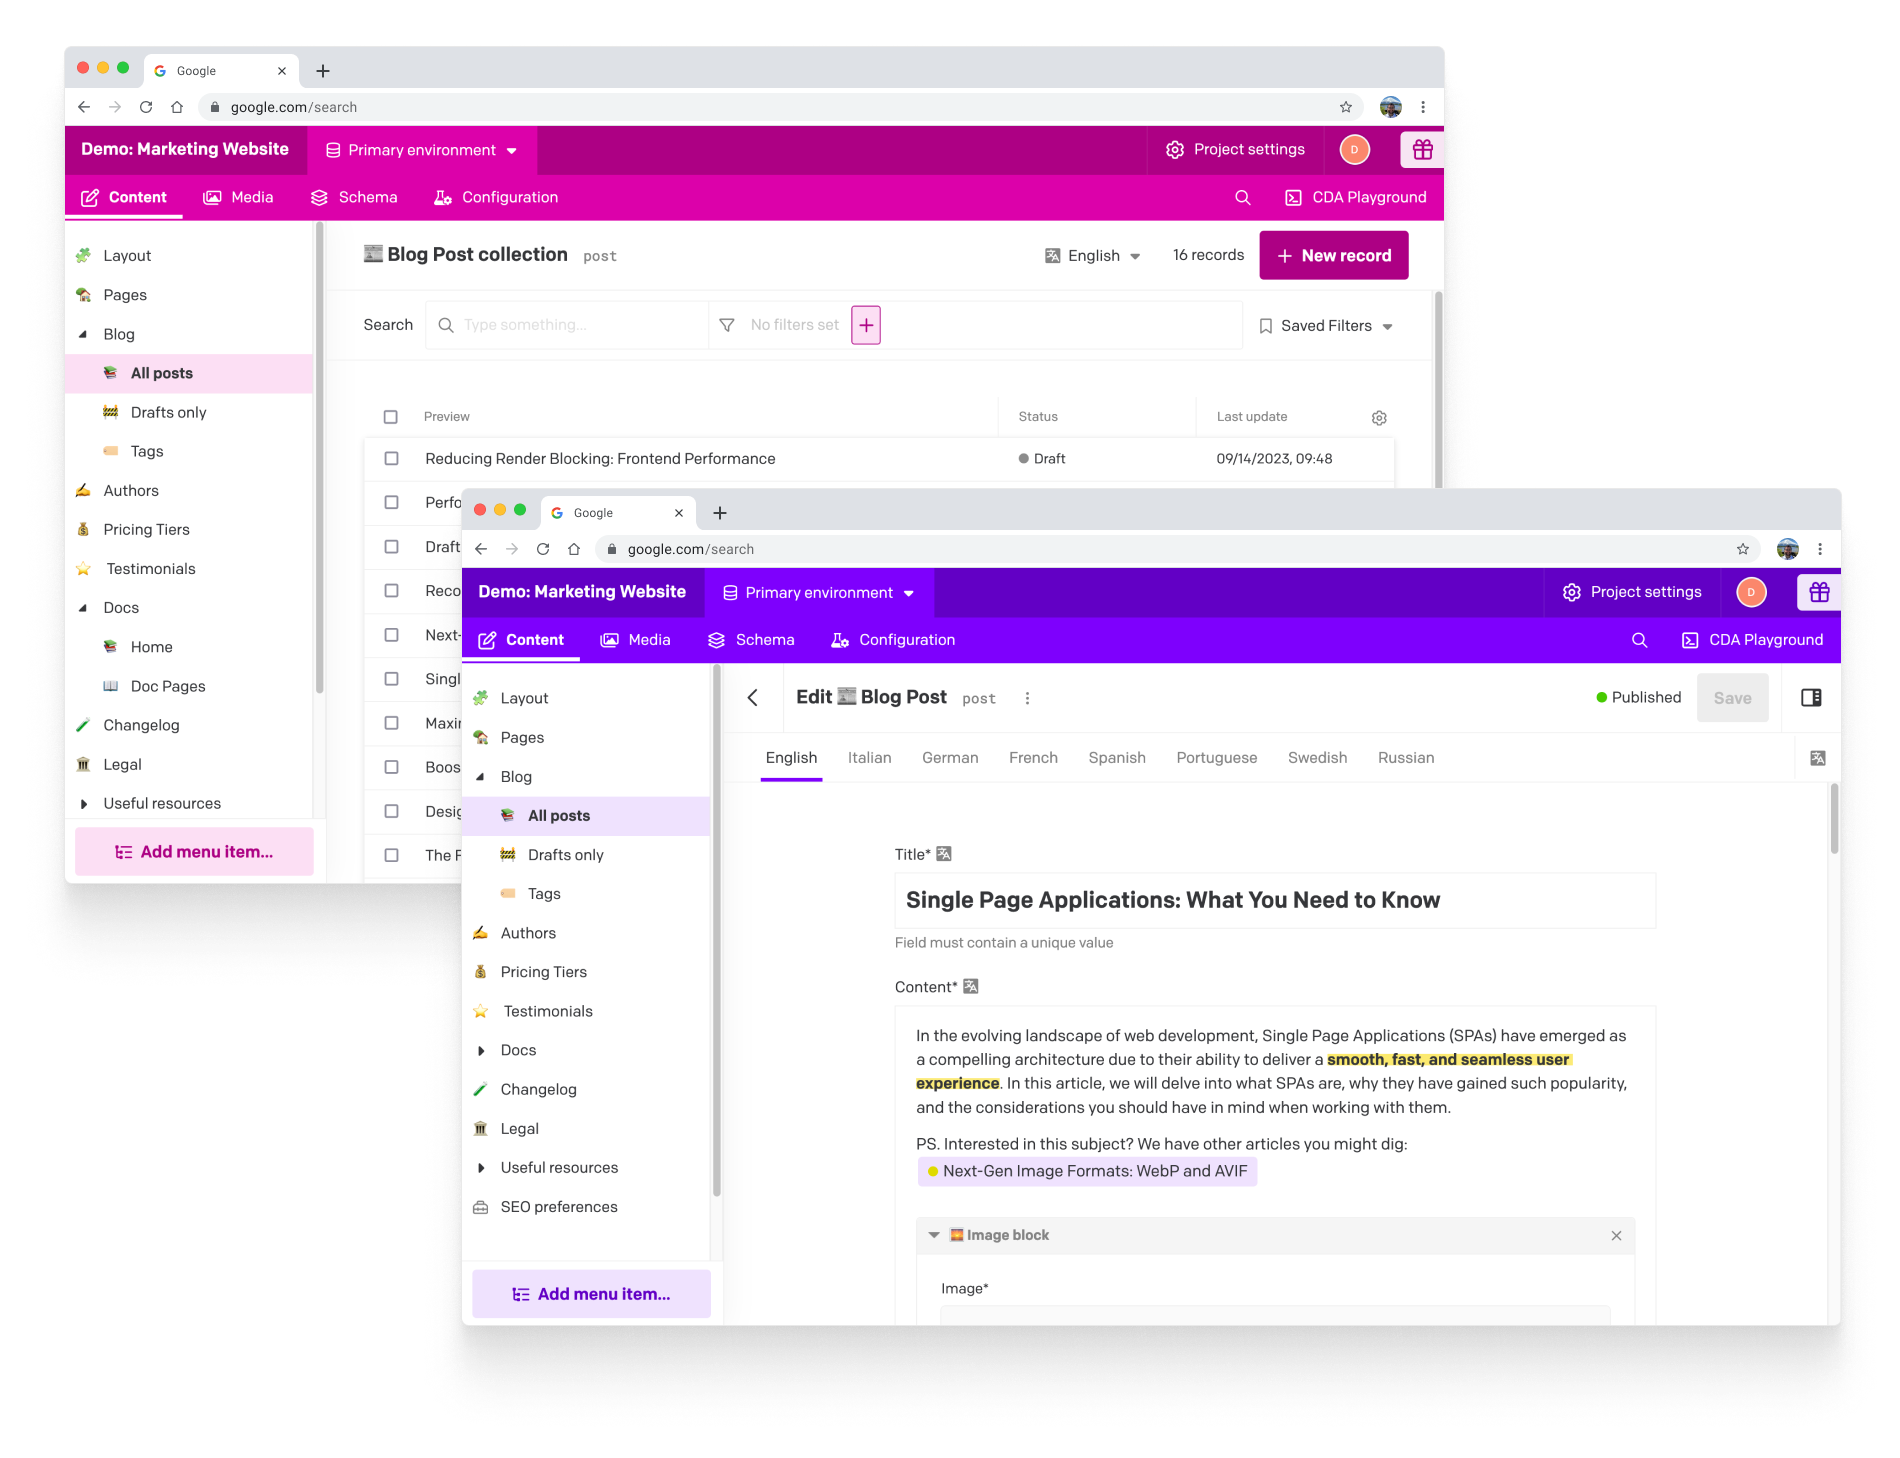 Google
google.com/search
Demo: Marketing Website
Primary environment
Project settings
D
Content
Media
Schema
Configuration
CDA Playground
Layout
Pages
Blog
All posts
Drafts only
Tags
Authors
Pricing Tiers
Testimonials
Docs
Home
Doc Pages
Changelog
Legal
Useful resources
Add menu item...
Blog Post collection post
English
16 records
+ New record
Search
Type something...
No filters set
+
Saved Filters
Preview
Status
Last update
Reducing Render Blocking: Frontend Performance
Draft
09/14/2023, 09:48
Perfo
Draft
Reco
Next-
Singl
Boos
The F
Google
google.com/search
Demo: Marketing Website
Primary environment
Project settings
D
Content
Media
Schema
Configuration
CDA Playground
Layout
Pages
Blog
All posts
Drafts only
Tags
Authors
Pricing Tiers
Testimonials
Docs
Changelog
Legal
Useful resources
SEO preferences
Add menu item...
Edit Blog Post post
Published
Save
English
Italian
German
French
Spanish
Portuguese
Swedish
Russian
Title*
Single Page Applications: What You Need to Know
Field must contain a unique value
Content*
In the evolving landscape of web development, Single Page Applications (SPAs) have emerged as
a compelling architecture due to their ability to deliver a smooth, fast, and seamless user
experience. In this article, we will delve into what SPAs are, why they have gained such popularity,
and the considerations you should have in mind when working with them.
PS. Interested in this subject? We have other articles you might dig:
Next-Gen Image Formats: WebP and AVIF
Image block
Image*